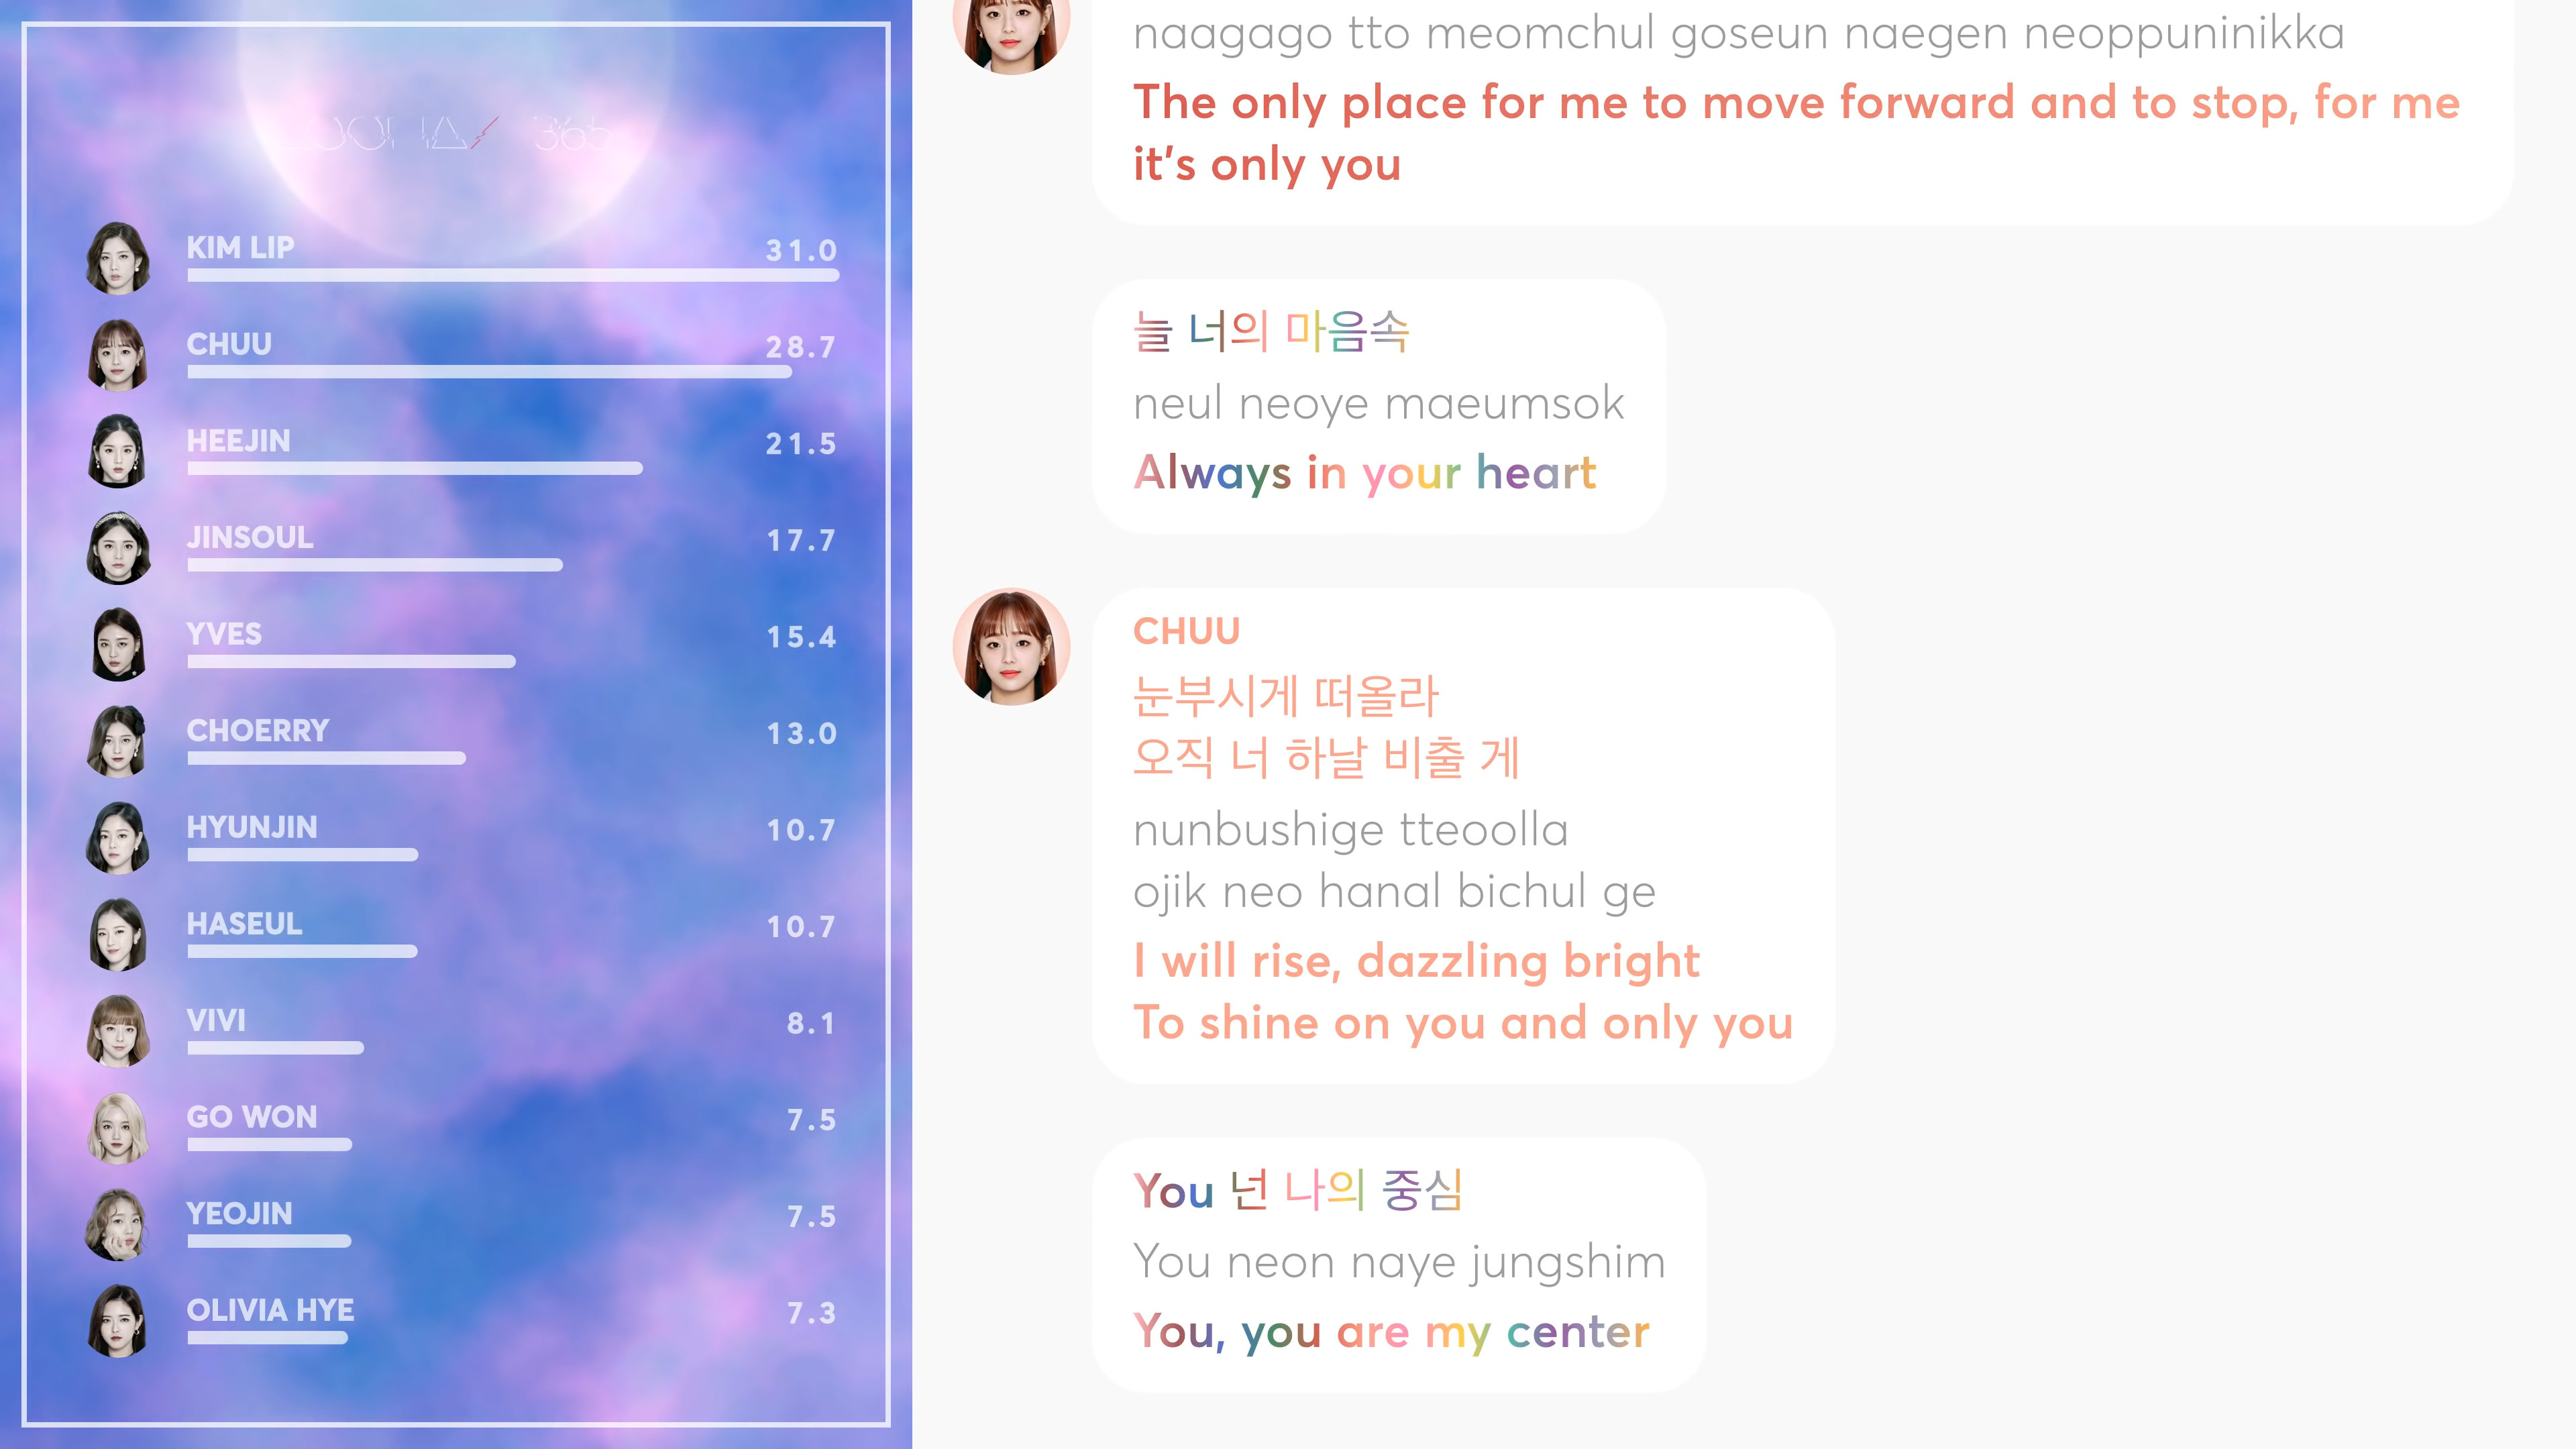 LOONA/ 365
KIM LIP 31.0
CHUU 28.7
HEEJIN 21.5
JINSOUL 17.7
YVES 15.4
CHOERRY 13.0
HYUNJIN 10.7
HASEUL 10.7
VIVI 8.1
GO WON 7.5
YEOJIN 7.5
OLIVIA HYE 7.3
naagago tto meomchul goseun naegen neoppuninikka
The only place for me to move forward and to stop, for me
it's only you
늘 너의 마음속
neul neoye maeumsok
Always in your heart
CHUU
눈부시게 떠올라
오직 너 하날 비출 게
nunbushige tteoolla
ojik neo hanal bichul ge
I will rise, dazzling bright
To shine on you and only you
You 넌 나의 중심
You neon naye jungshim
You, you are my center